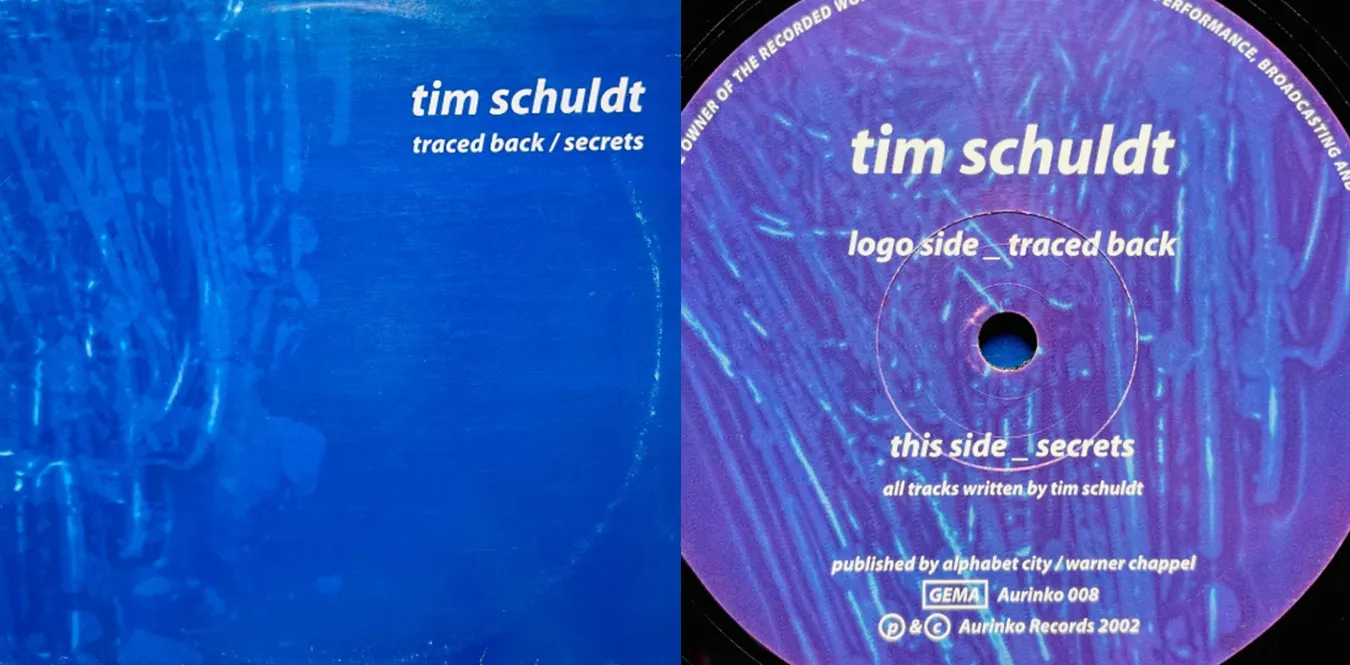 tim schuldt
traced back / secrets
OWNER OF THE RECORDED
PERFORMANCE, BROADCASTING AND
tim schuldt
logo side _ traced back
this side _ secrets
all tracks written by tim schuldt
published by alphabet city / warner chappel
GEMA Aurinko 008
p & c Aurinko Records 2002